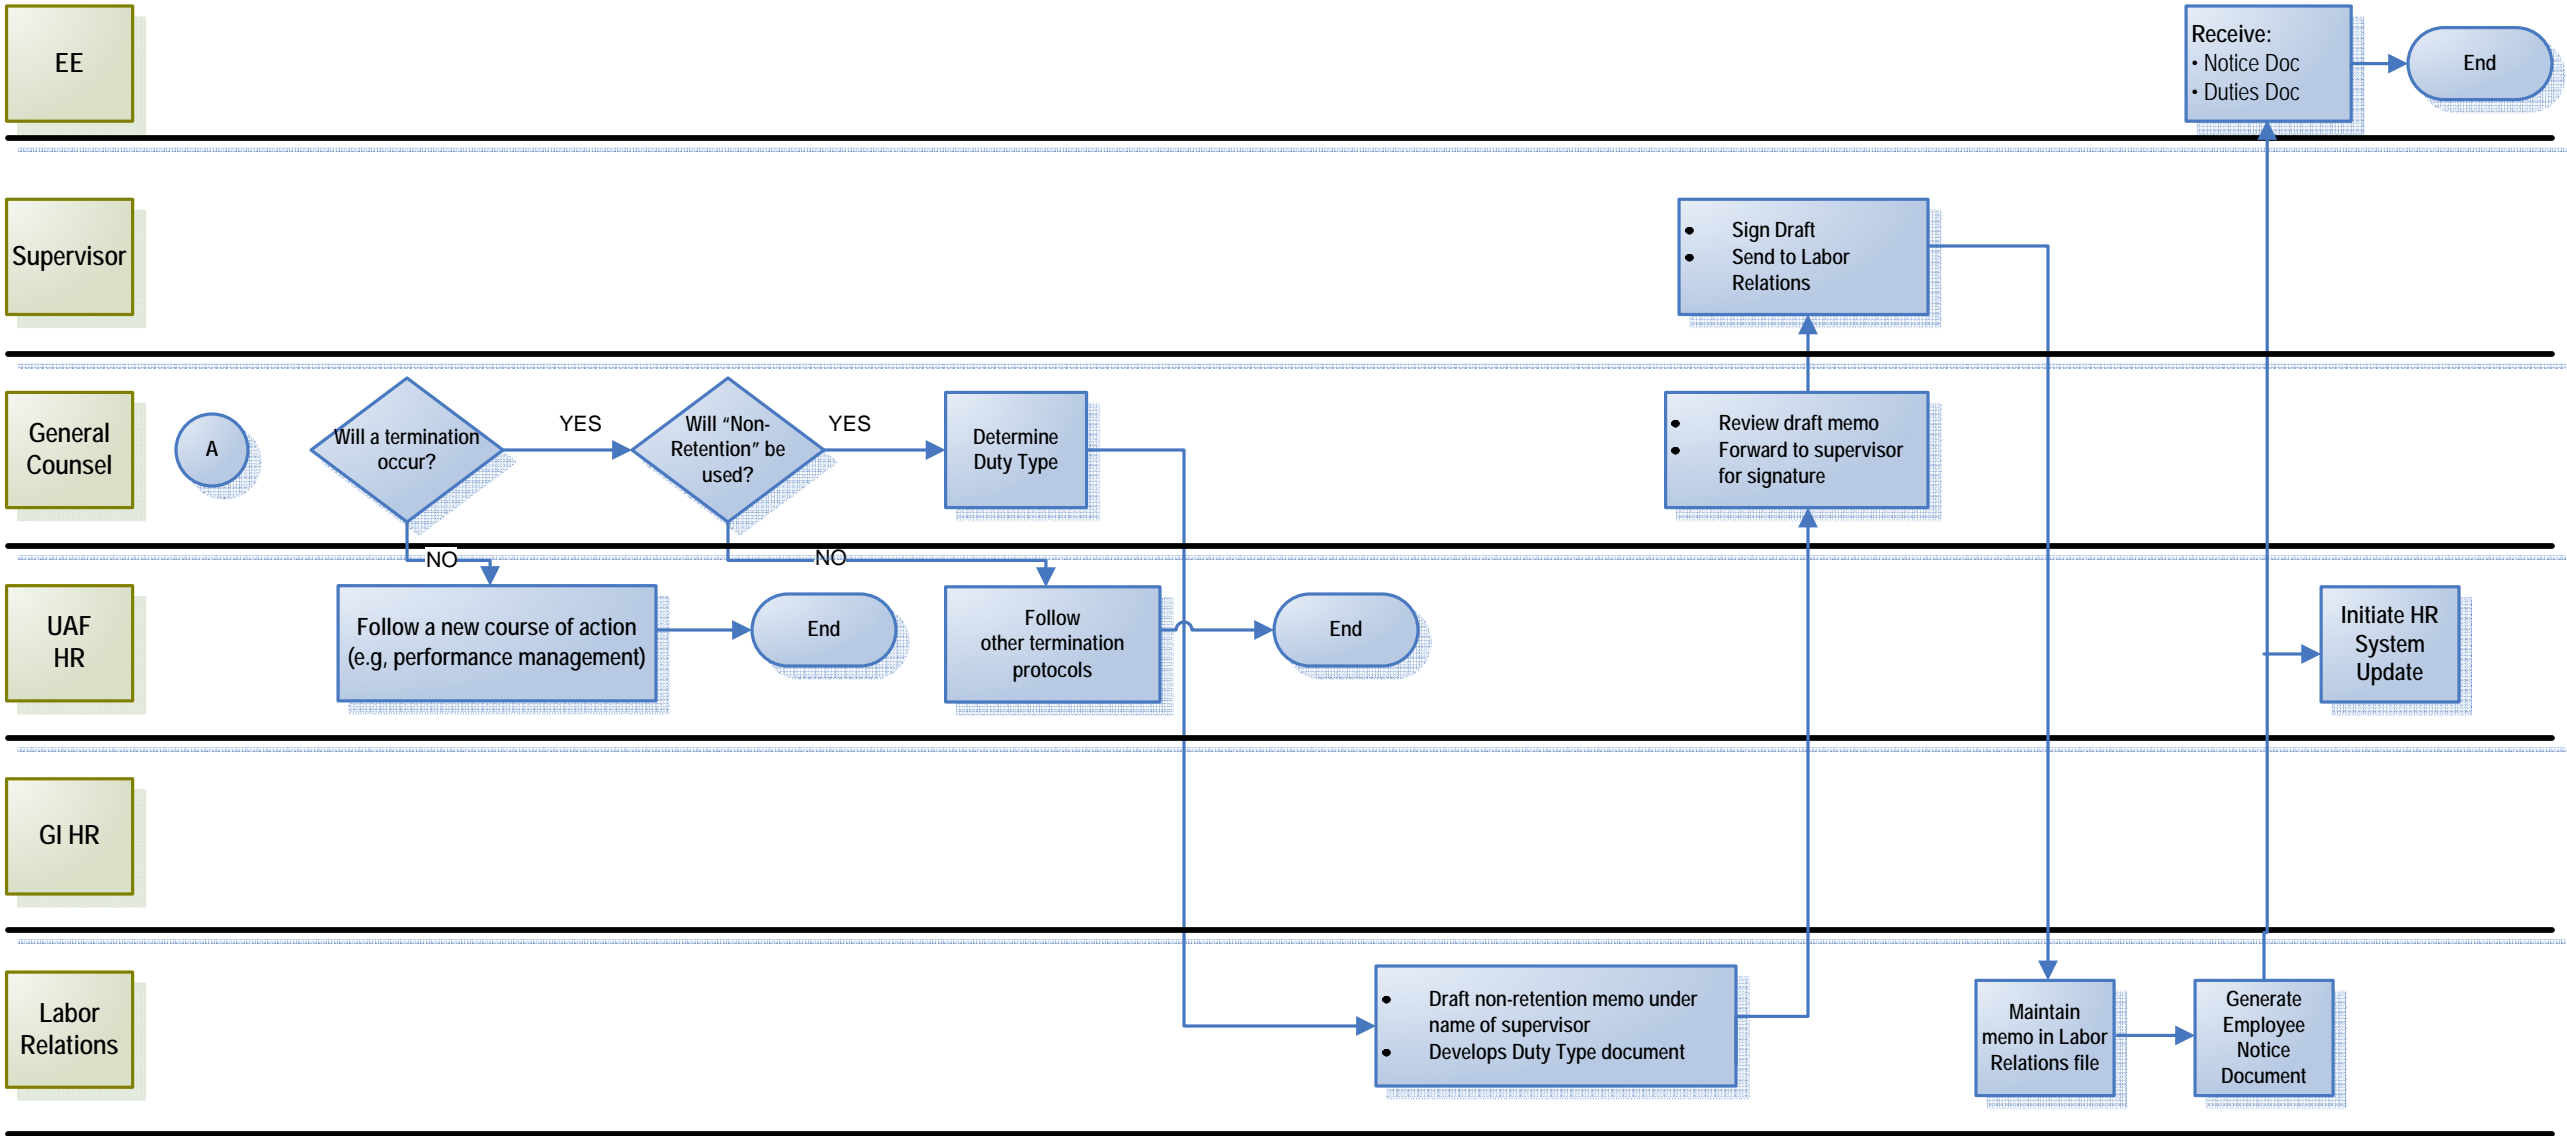 EE
Receive:
• Notice Doc
• Duties Doc
End
Supervisor
• Sign Draft
• Send to Labor
Relations
General
Counsel
A
Will a termination
occur?
YES
Will “Non-
Retention” be
used?
YES
Determine
Duty Type
• Review draft memo
• Forward to supervisor
for signature
NO
NO
UAF
HR
Follow a new course of action
(e.g, performance management)
End
Follow
other termination
protocols
End
Initiate HR
System
Update
GI HR
Labor
Relations
• Draft non-retention memo under
name of supervisor
• Develops Duty Type document
Maintain
memo in Labor
Relations file
Generate
Employee
Notice
Document